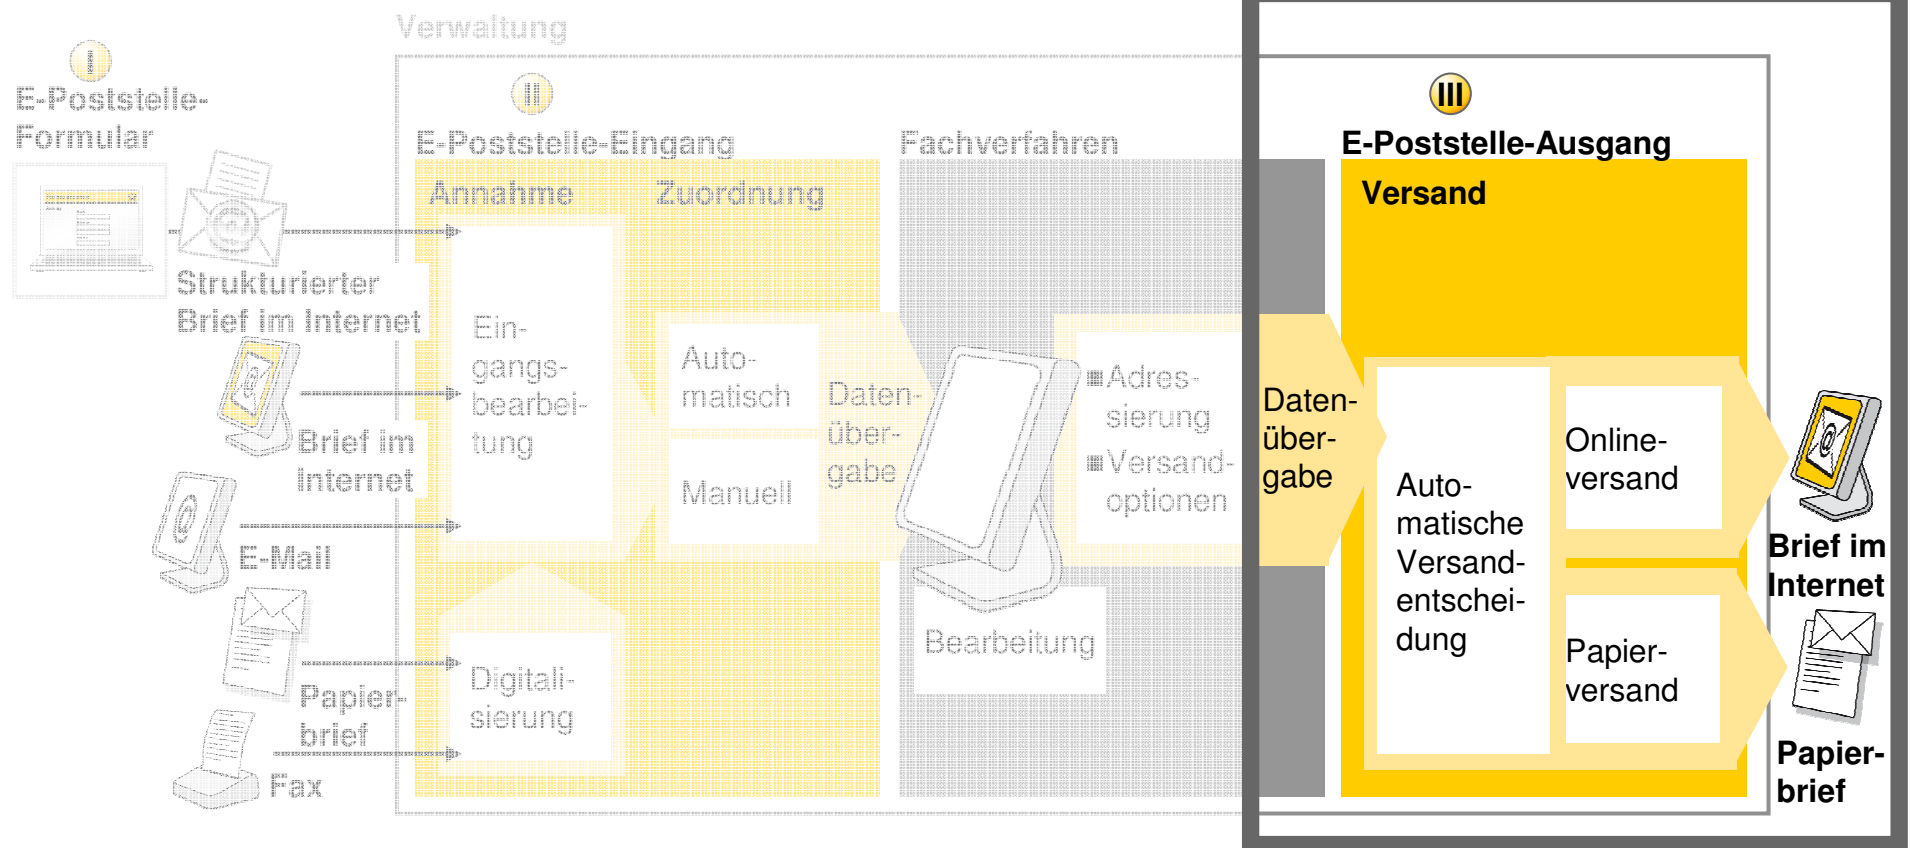 Verwaltung
I
E-Poststelle-
Formular
Strukturierter
Brief im Internet
Brief im
Internet
E-Mail
Papier-
brief
Fax
II
E-Poststelle-Eingang
Annahme
Zuordnung
Ein-
gangs-
bearbei-
tung
Digitali-
sierung
Auto-
matisch
Manuell
Daten-
über-
gabe
Fachverfahren
Bearbeitung
Adres-
sierung
Versand-
optionen
Daten-
über-
gabe
III
E-Poststelle-Ausgang
Versand
Auto-
matische
Versand-
entschei-
dung
Online-
versand
Papier-
versand
Brief im
Internet
Papier-
brief